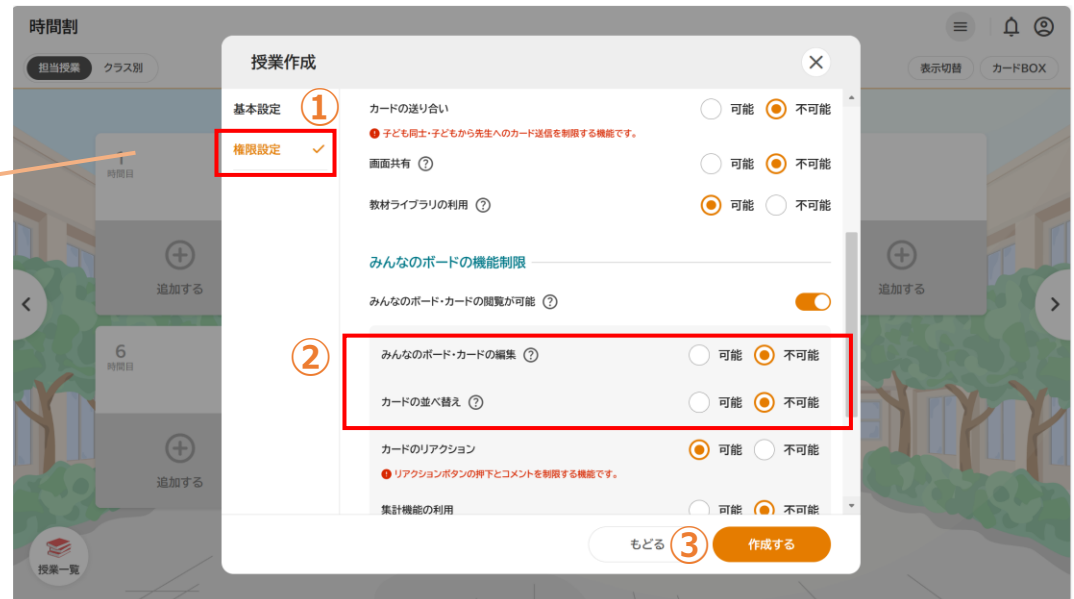 時間割
担当授業 クラス別
表示切替 カードBOX
授業作成
基本設定
①
権限設定
カードの送り合い 可能 不可能
子ども同士・子どもから先生へのカード送信を制限する機能です。
画面共有 ? 可能 不可能
教材ライブラリの利用 ? 可能 不可能
みんなのボードの機能制限
みんなのボード・カードの閲覧が可能 ?
②
みんなのボード・カードの編集 ? 可能 不可能
カードの並べ替え ? 可能 不可能
カードのリアクション 可能 不可能
リアクションボタンの押下とコメントを制限する機能です。
集計機能の利用 可能 不可能
もどる ③ 作成する
1
時間目
追加する
6
時間目
追加する
追加する
授業一覧